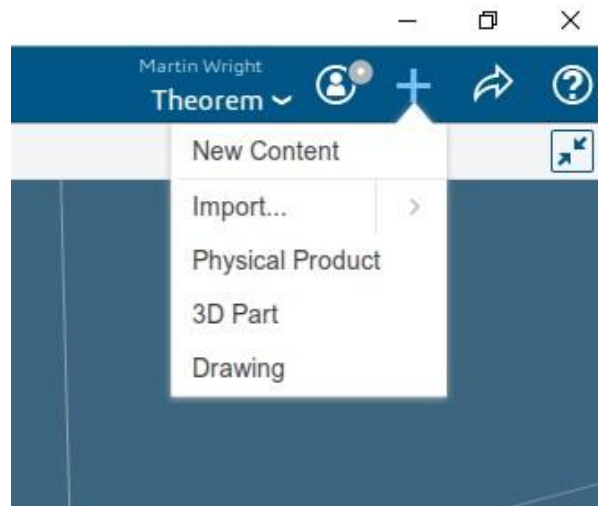 Martin Wright
Theorem
New Content
Import...
Physical Product
3D Part
Drawing